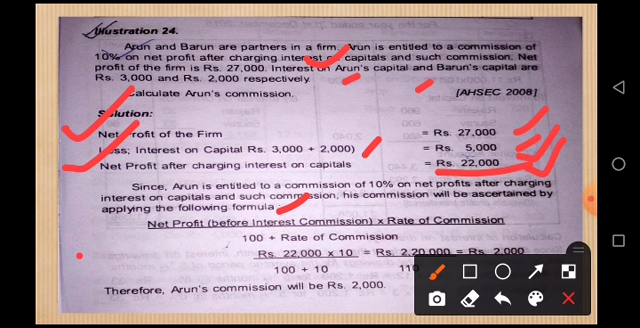 Illustration 24.
Arun and Barun are partners in a firm. Arun is entitled to a commission of
10% on net profit after charging interest on capitals and such commission. Net
profit of the firm is Rs. 27,000. Interest on Arun's capital and Barun's capital are
Rs. 3,000 and Rs. 2,000 respectively.
Calculate Arun's commission. [AHSEC 2008]
Solution:
Net Profit of the Firm = Rs. 27,000
Less; Interest on Capital Rs. 3,000 + 2,000) = Rs. 5,000
Net Profit after charging interest on capitals = Rs. 22,000
Since, Arun is entitled to a commission of 10% on net profits after charging
interest on capitals and such commission, his commission will be ascertained by
applying the following formula
Net Profit (before Interest Commission) x Rate of Commission
100 + Rate of Commission
Rs. 22,000 x 10 = Rs. 2,20,000 = Rs. 2,000
100 + 10 110
Therefore, Arun's commission will be Rs. 2,000.